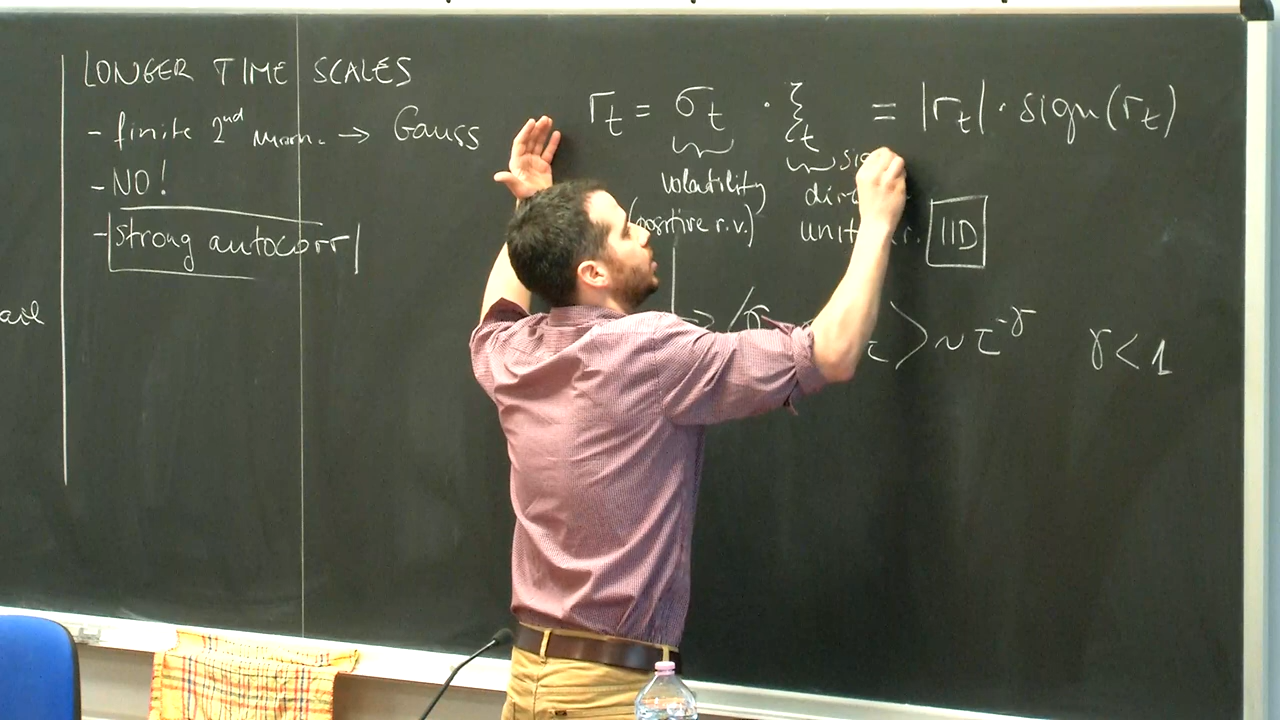 LONGER TIME SCALES
- finite 2nd mom. → Gauss
- NO!
- strong autocorr
r_t = σ_t · ξ_t = |r_t| · sign(r_t)
volatility
(positive r.v.)
IID
⟩ ~ τ^-γ γ < 1